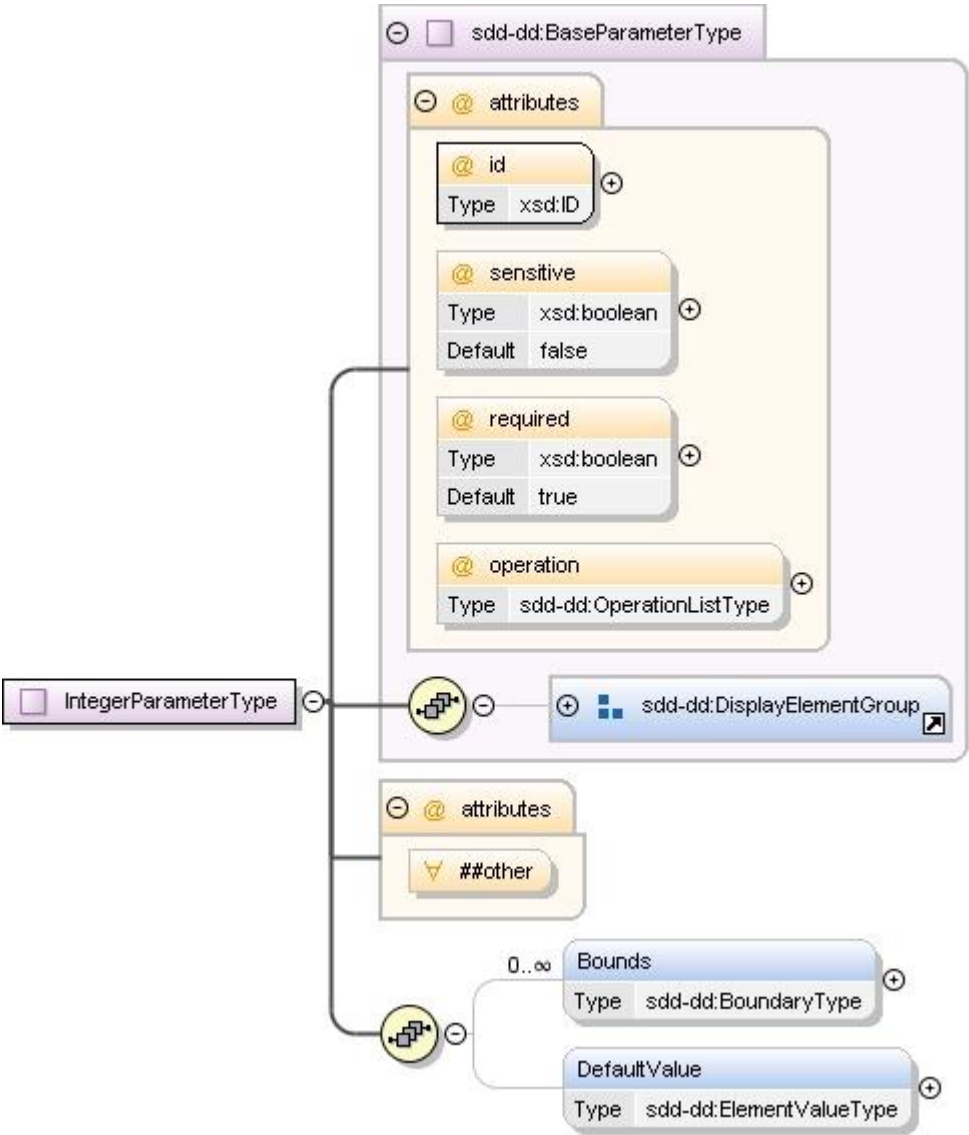 sdd-dd:BaseParameterType
@ attributes
@ id
Type xsd:ID
@ sensitive
Type xsd:boolean
Default false
@ required
Type xsd:boolean
Default true
@ operation
Type sdd-dd:OperationListType
IntegerParameterType
sdd-dd:DisplayElementGroup
@ attributes
∀ ##other
0..∞
Bounds
Type sdd-dd:BoundaryType
DefaultValue
Type sdd-dd:ElementValueType